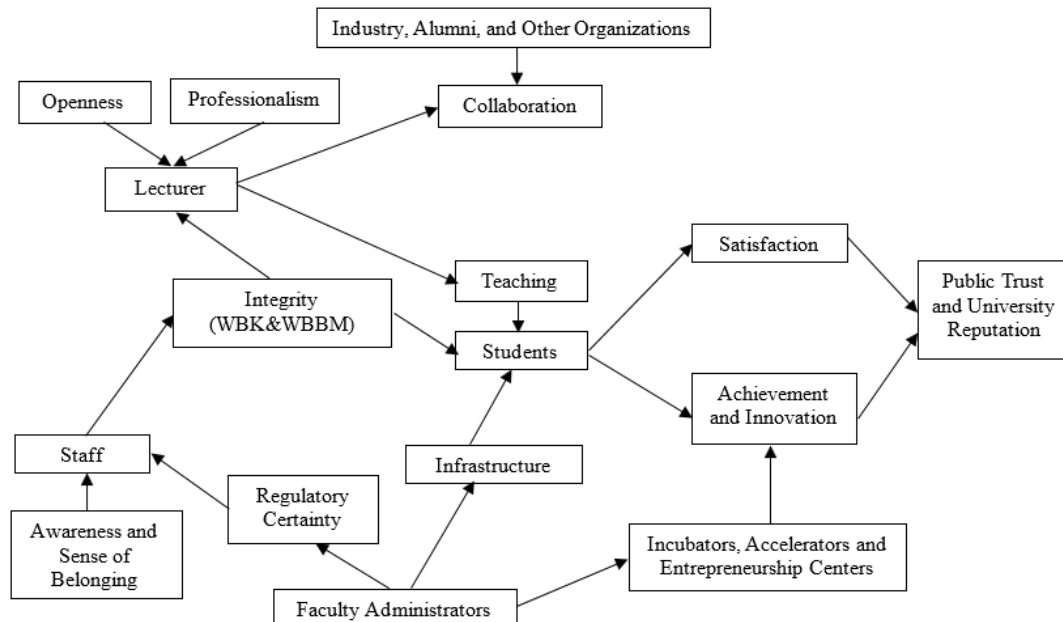 Industry, Alumni, and Other Organizations
Openness
Professionalism
Collaboration
Lecturer
Satisfaction
Teaching
Public Trust
and University
Reputation
Integrity
(WBK&WBBM)
Students
Achievement
and Innovation
Staff
Infrastructure
Regulatory
Certainty
Awareness and
Sense of
Belonging
Incubators, Accelerators and
Entrepreneurship Centers
Faculty Administrators